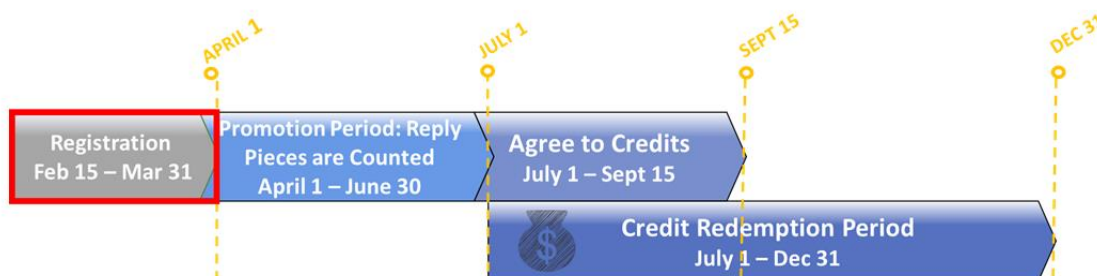 APRIL 1
JULY 1
SEPT 15
DEC 31
Registration
Feb 15 – Mar 31
Promotion Period: Reply
Pieces are Counted
April 1 – June 30
Agree to Credits
July 1 – Sept 15
$
Credit Redemption Period
July 1 – Dec 31